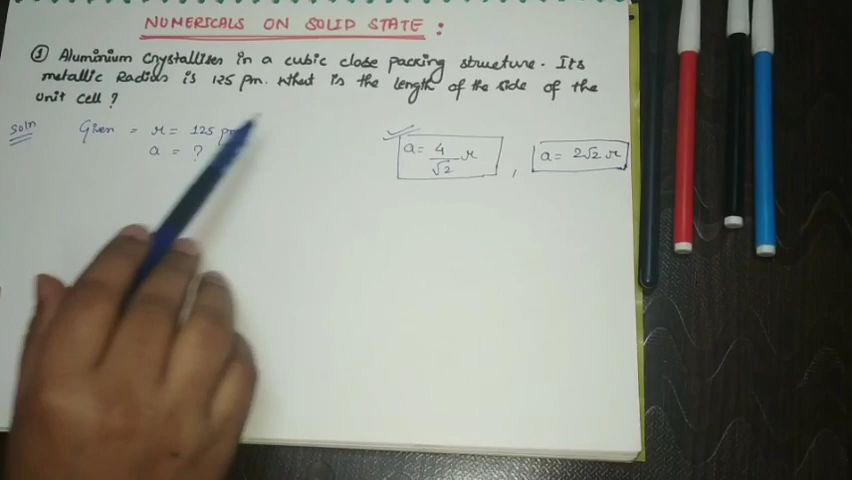 NUMERICALS ON SOLID STATE :
① Aluminium crystallises in a cubic close packing structure. Its
metallic Radius is 125 pm. What is the length of the side of the
unit cell ?
Soln Given = r = 125 pm
a = ?
a = 4/√2 r , a = 2√2 r